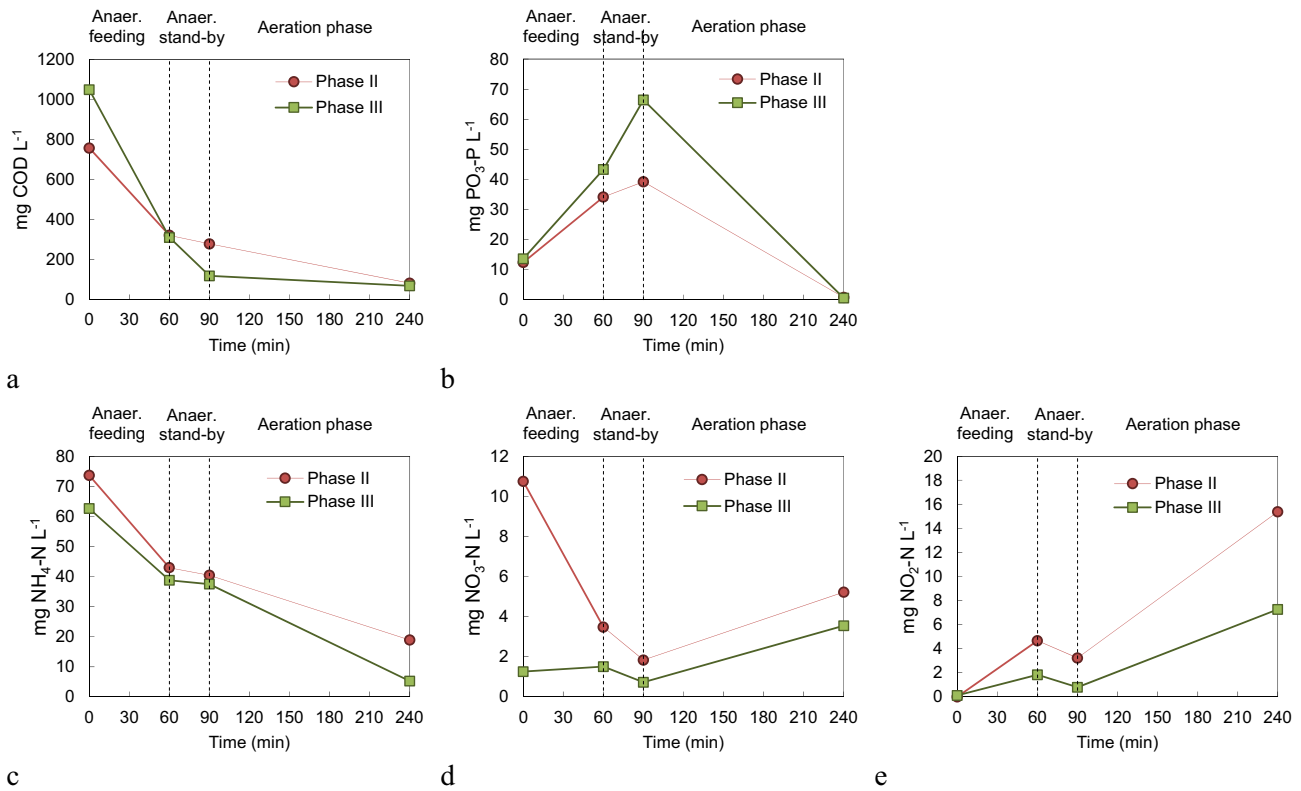 Anaer. feeding
Anaer. stand-by
Aeration phase
mg COD L⁻¹
1200
1000
800
600
400
200
0
Phase II
Phase III
0 30 60 90 120 150 180 210 240
Time (min)
a
Anaer. feeding
Anaer. stand-by
Aeration phase
mg PO₃-P L⁻¹
80
70
60
50
40
30
20
10
0
Phase II
Phase III
0 30 60 90 120 150 180 210 240
Time (min)
b
Anaer. feeding
Anaer. stand-by
Aeration phase
mg NH₄-N L⁻¹
80
70
60
50
40
30
20
10
0
Phase II
Phase III
0 30 60 90 120 150 180 210 240
Time (min)
c
Anaer. feeding
Anaer. stand-by
Aeration phase
mg NO₃-N L⁻¹
12
10
8
6
4
2
0
Phase II
Phase III
0 30 60 90 120 150 180 210 240
Time (min)
d
Anaer. feeding
Anaer. stand-by
Aeration phase
mg NO₂-N L⁻¹
20
18
16
14
12
10
8
6
4
2
0
Phase II
Phase III
0 30 60 90 120 150 180 210 240
Time (min)
e